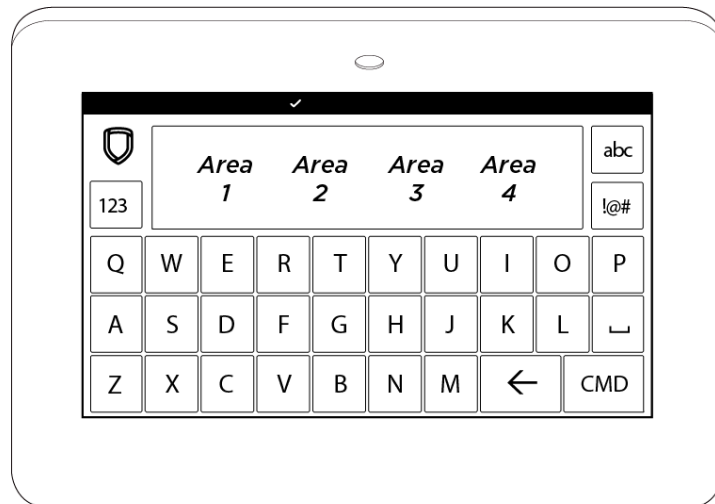 abc
Area Area Area Area
1 2 3 4
123 !@#
Q W E R T Y U I O P
A S D F G H J K L
Z X C V B N M ← CMD